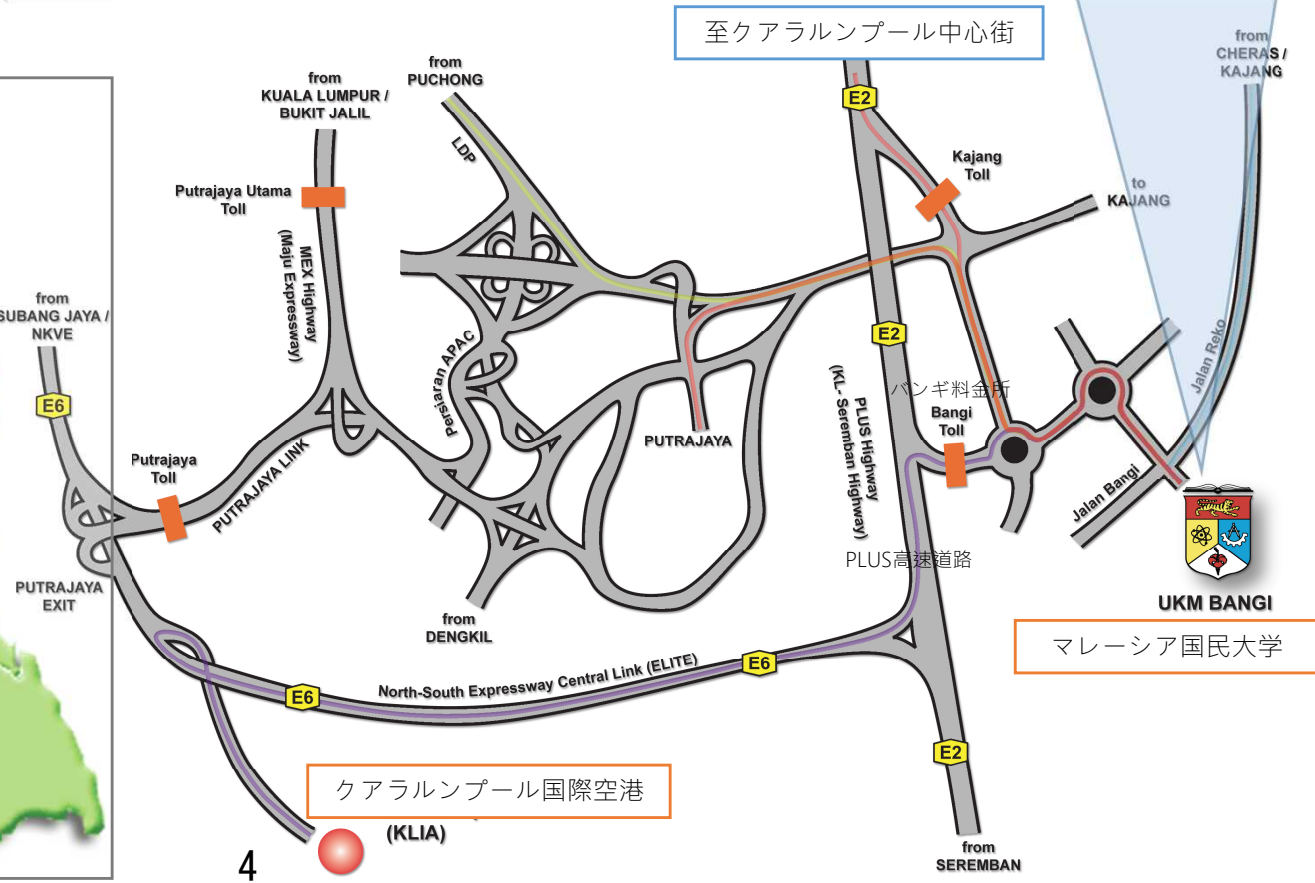 至クアラルンプール中心街
from
CHERAS /
KAJANG
from
PUCHONG
from
KUALA LUMPUR /
BUKIT JALIL
E2
LDP
Kajang
Toll
to
KAJANG
Putrajaya Utama
Toll
MEX Highway
(Maju Expressway)
from
SUBANG JAYA /
NKVE
E2
Jalan Reko
Persiaran APAC
バンギ料金所
PLUS Highway
(KL- Seremban Highway)
E6
Bangi
Toll
PUTRAJAYA
Putrajaya
Toll
PUTRAJAYA LINK
Jalan Bangi
PLUS高速道路
PUTRAJAYA
EXIT
UKM BANGI
from
DENGKIL
マレーシア国民大学
North-South Expressway Central Link (ELITE)
E6
E6
E2
クアラルンプール国際空港
(KLIA)
from
SEREMBAN
4